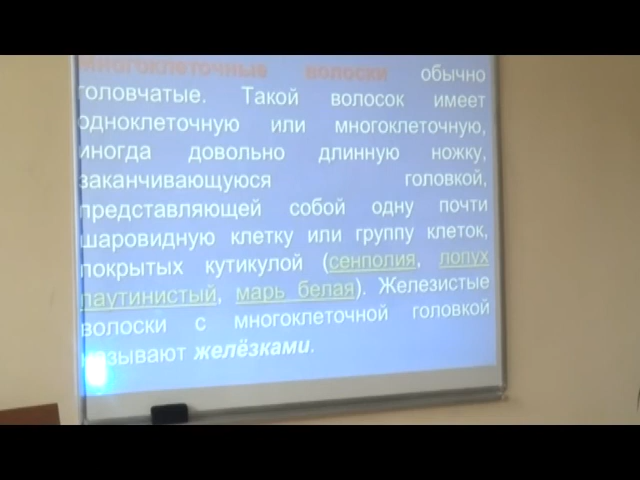 Многоклеточные волоски обычно
головчатые. Такой волосок имеет
одноклеточную или многоклеточную,
иногда довольно длинную ножку,
заканчивающуюся головкой,
представляющей собой одну почти
шаровидную клетку или группу клеток,
покрытых кутикулой (сенполия, лопух
паутинистый, марь белая). Железистые
волоски с многоклеточной головкой
называют желёзками.